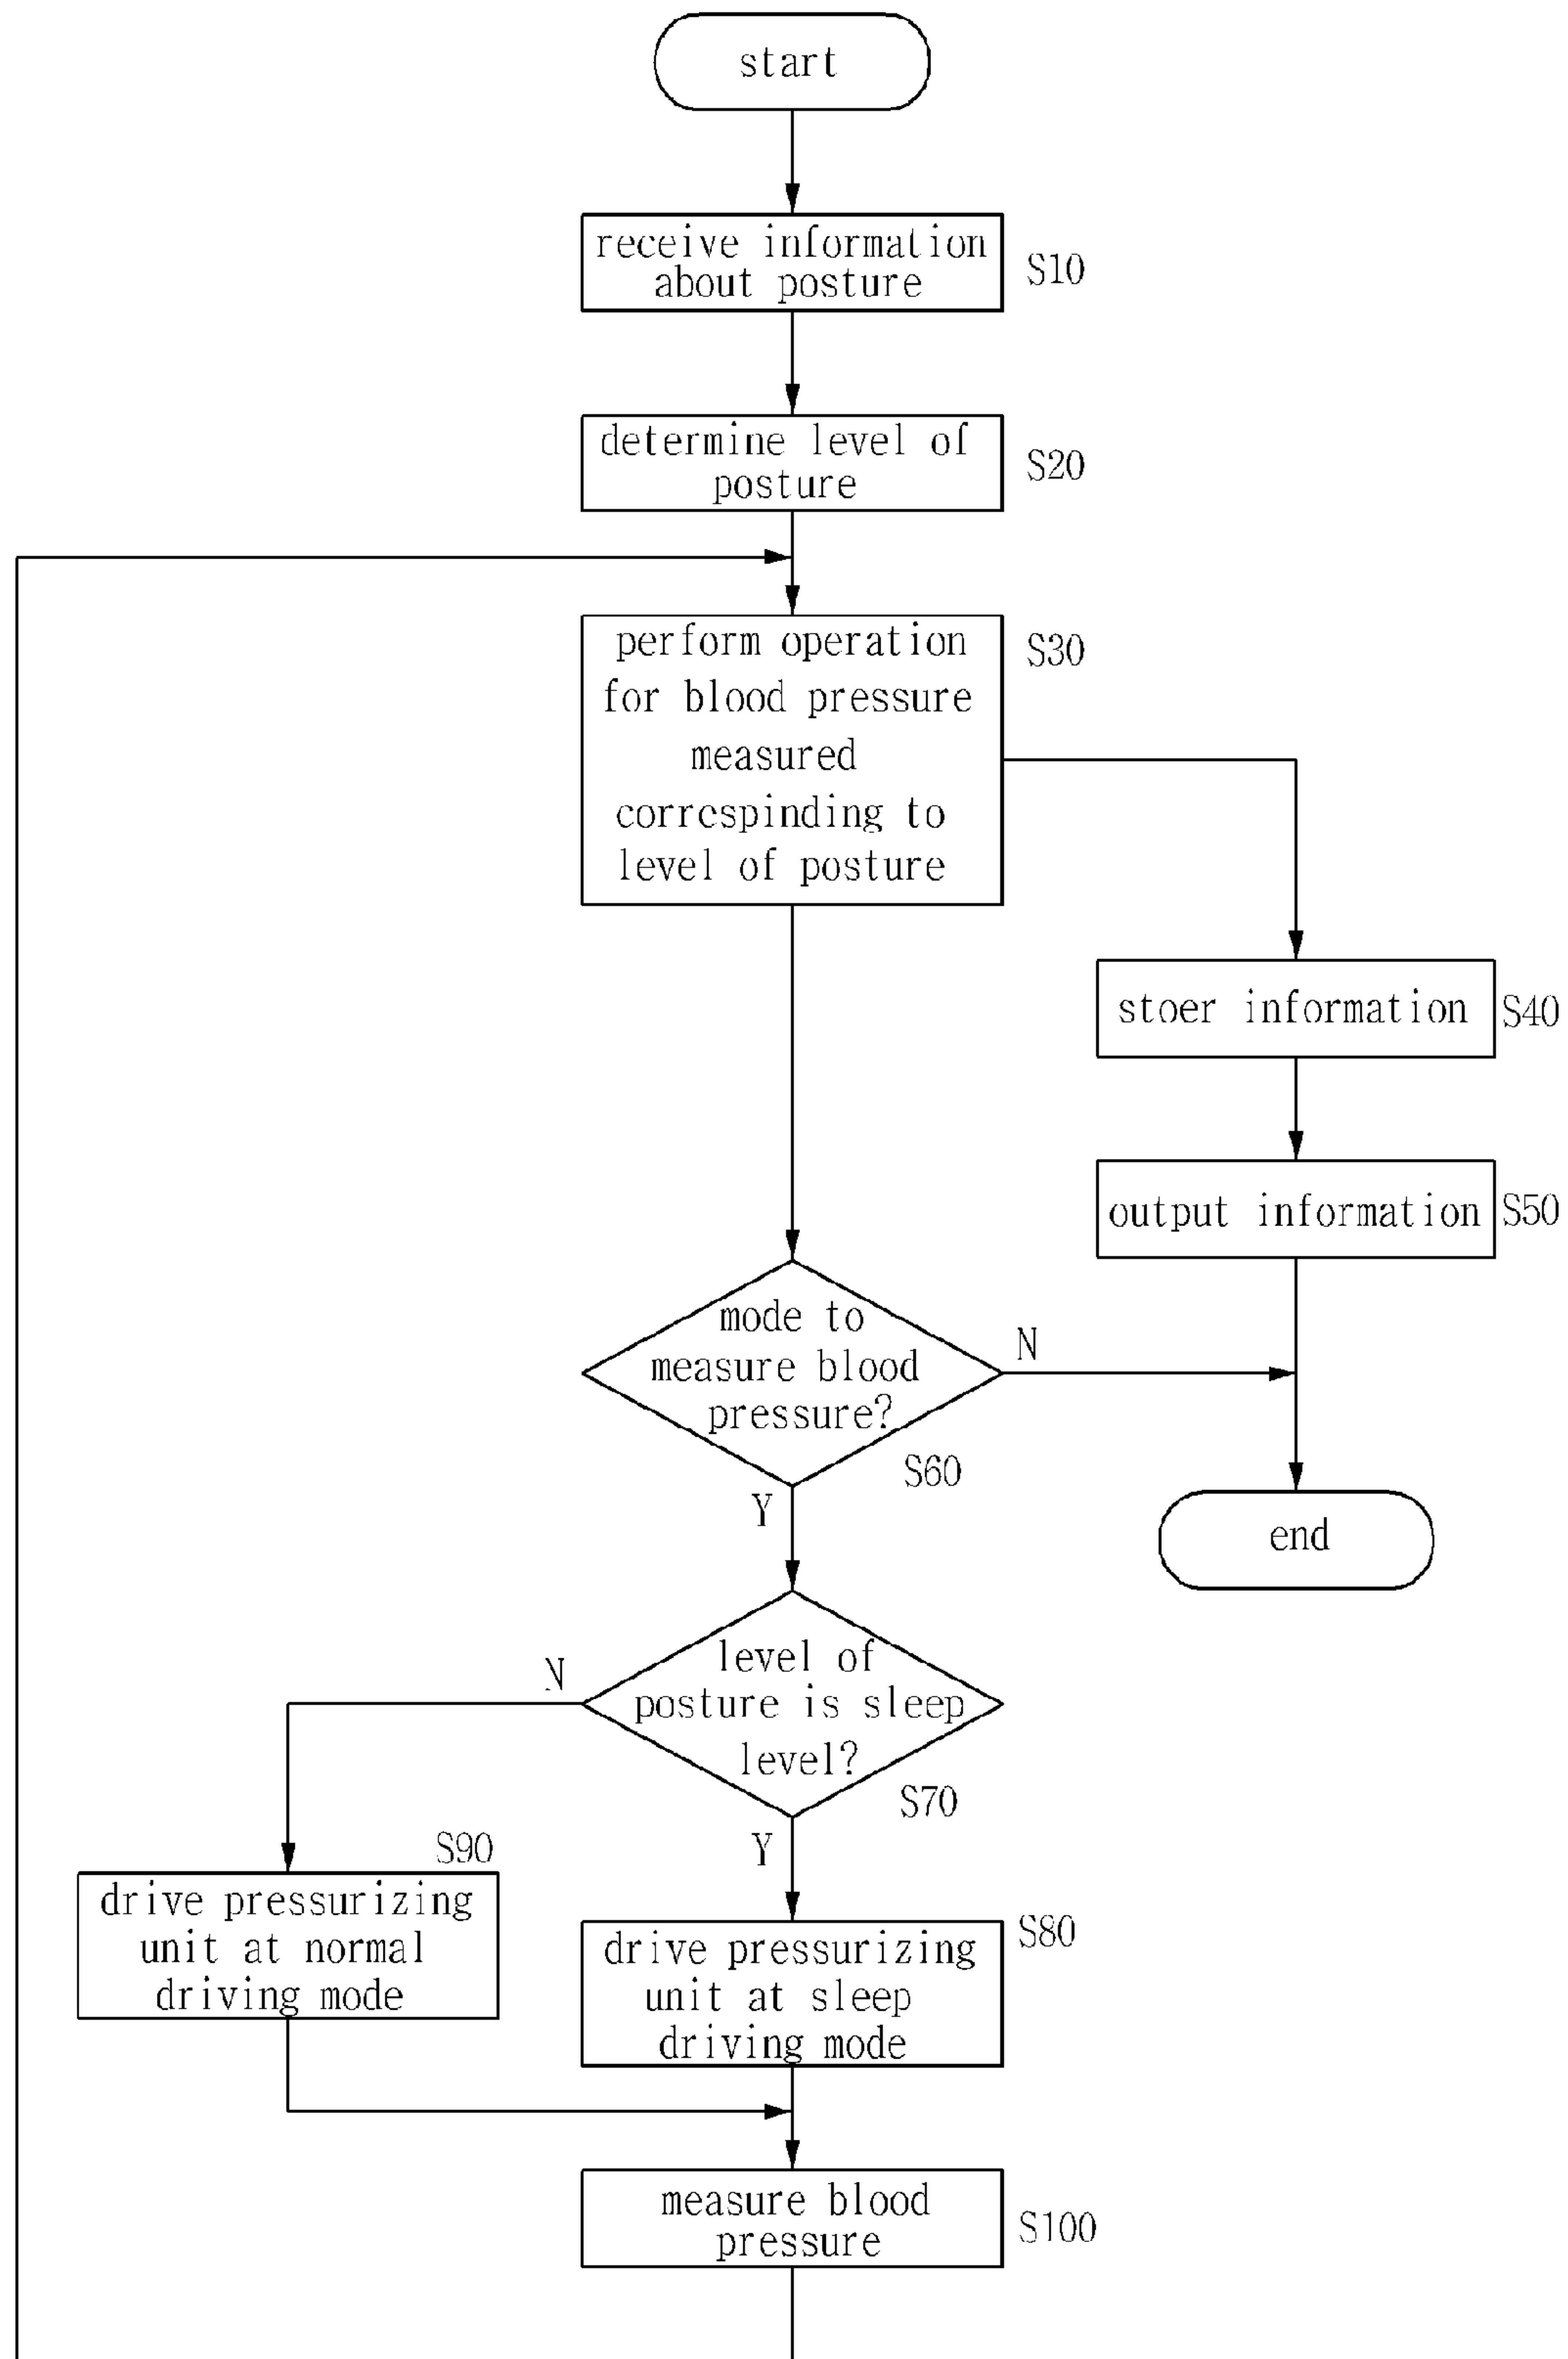 start
receive information
about posture
S10
determine level of
posture
S20
perform operation
for blood pressure
measured
correspinding to
level of posture
S30
stoer information
S40
output information
S50
mode to
measure blood
pressure?
N
S60
Y
end
level of
posture is sleep
level?
N
S70
Y
S90
drive pressurizing
unit at normal
driving mode
drive pressurizing
unit at sleep
driving mode
S80
measure blood
pressure
S100